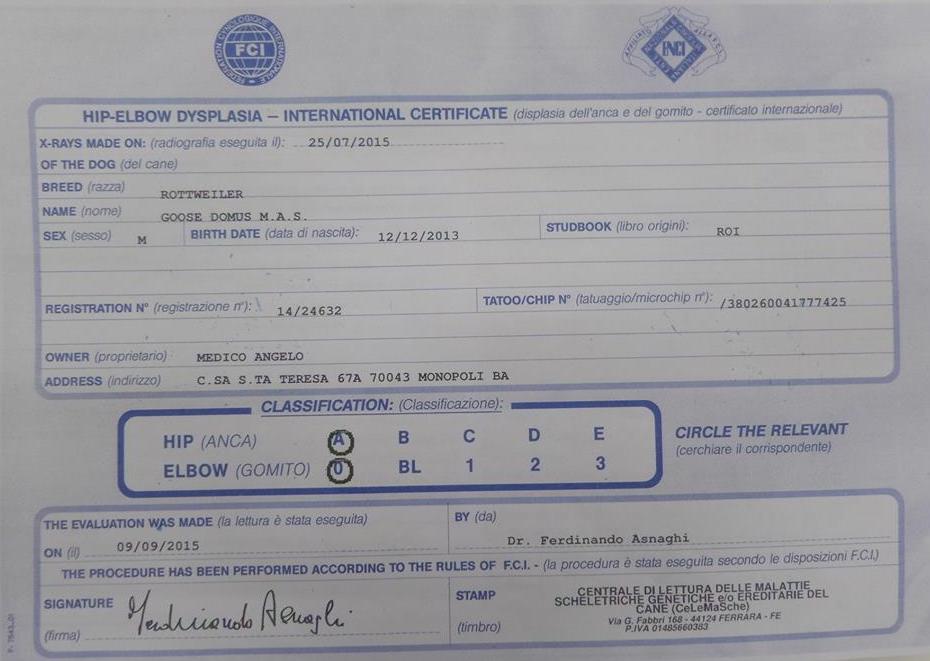 FEDERATION CYNOLOGIQUE INTERNATIONALE
FCI
AFFILIATO ALLA F.C.I.
ENCI
HIP-ELBOW DYSPLASIA – INTERNATIONAL CERTIFICATE (displasia dell'anca e del gomito - certificato internazionale)
X-RAYS MADE ON: (radiografia eseguita il): 25/07/2015
OF THE DOG (del cane)
BREED (razza) ROTTWEILER
NAME (nome) GOOSE DOMUS M.A.S.
SEX (sesso) M BIRTH DATE (data di nascita): 12/12/2013 STUDBOOK (libro origini): ROI
REGISTRATION N° (registrazione n°): 14/24632 TATOO/CHIP N° (tatuaggio/microchip n°): /380260041777425
OWNER (proprietario) MEDICO ANGELO
ADDRESS (indirizzo) C.SA S.TA TERESA 67A 70043 MONOPOLI BA
CLASSIFICATION: (Classificazione):
HIP (ANCA) A B C D E
ELBOW (GOMITO) 0 BL 1 2 3
CIRCLE THE RELEVANT
(cerchiare il corrispondente)
THE EVALUATION WAS MADE (la lettura è stata eseguita)
ON (il) 09/09/2015
BY (da)
Dr. Ferdinando Asnaghi
THE PROCEDURE HAS BEEN PERFORMED ACCORDING TO THE RULES OF F.C.I. - (la procedura è stata eseguita secondo le disposizioni F.C.I.)
SIGNATURE Ferdinando Asnaghi
(firma)
STAMP
(timbro)
CENTRALE DI LETTURA DELLE MALATTIE
SCHELETRICHE GENETICHE e/o EREDITARIE DEL
CANE (CeLeMaSche)
Via G. Fabbri 168 - 44124 FERRARA - FE
P.IVA 01485660383